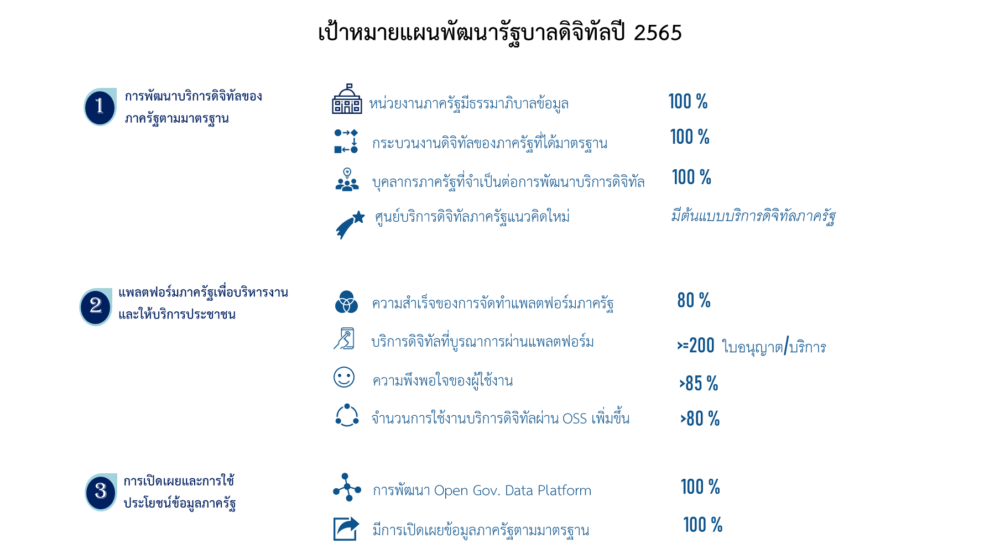 เป้าหมายแผนพัฒนารัฐบาลดิจิทัลปี 2565
1
การพัฒนาบริการดิจิทัลของ
ภาครัฐตามมาตรฐาน
หน่วยงานภาครัฐมีธรรมาภิบาลข้อมูล 100 %
กระบวนงานดิจิทัลของภาครัฐที่ได้มาตรฐาน 100 %
บุคลากรภาครัฐที่จำเป็นต่อการพัฒนาบริการดิจิทัล 100 %
ศูนย์บริการดิจิทัลภาครัฐแนวคิดใหม่ มีต้นแบบบริการดิจิทัลภาครัฐ
2
แพลตฟอร์มภาครัฐเพื่อบริหารงาน
และให้บริการประชาชน
ความสำเร็จของการจัดทำแพลตฟอร์มภาครัฐ 80 %
บริการดิจิทัลที่บูรณาการผ่านแพลตฟอร์ม >=200 ใบอนุญาต/บริการ
ความพึงพอใจของผู้ใช้งาน >85 %
จำนวนการใช้งานบริการดิจิทัลผ่าน OSS เพิ่มขึ้น >80 %
3
การเปิดเผยและการใช้
ประโยชน์ข้อมูลภาครัฐ
การพัฒนา Open Gov. Data Platform 100 %
มีการเปิดเผยข้อมูลภาครัฐตามมาตรฐาน 100 %